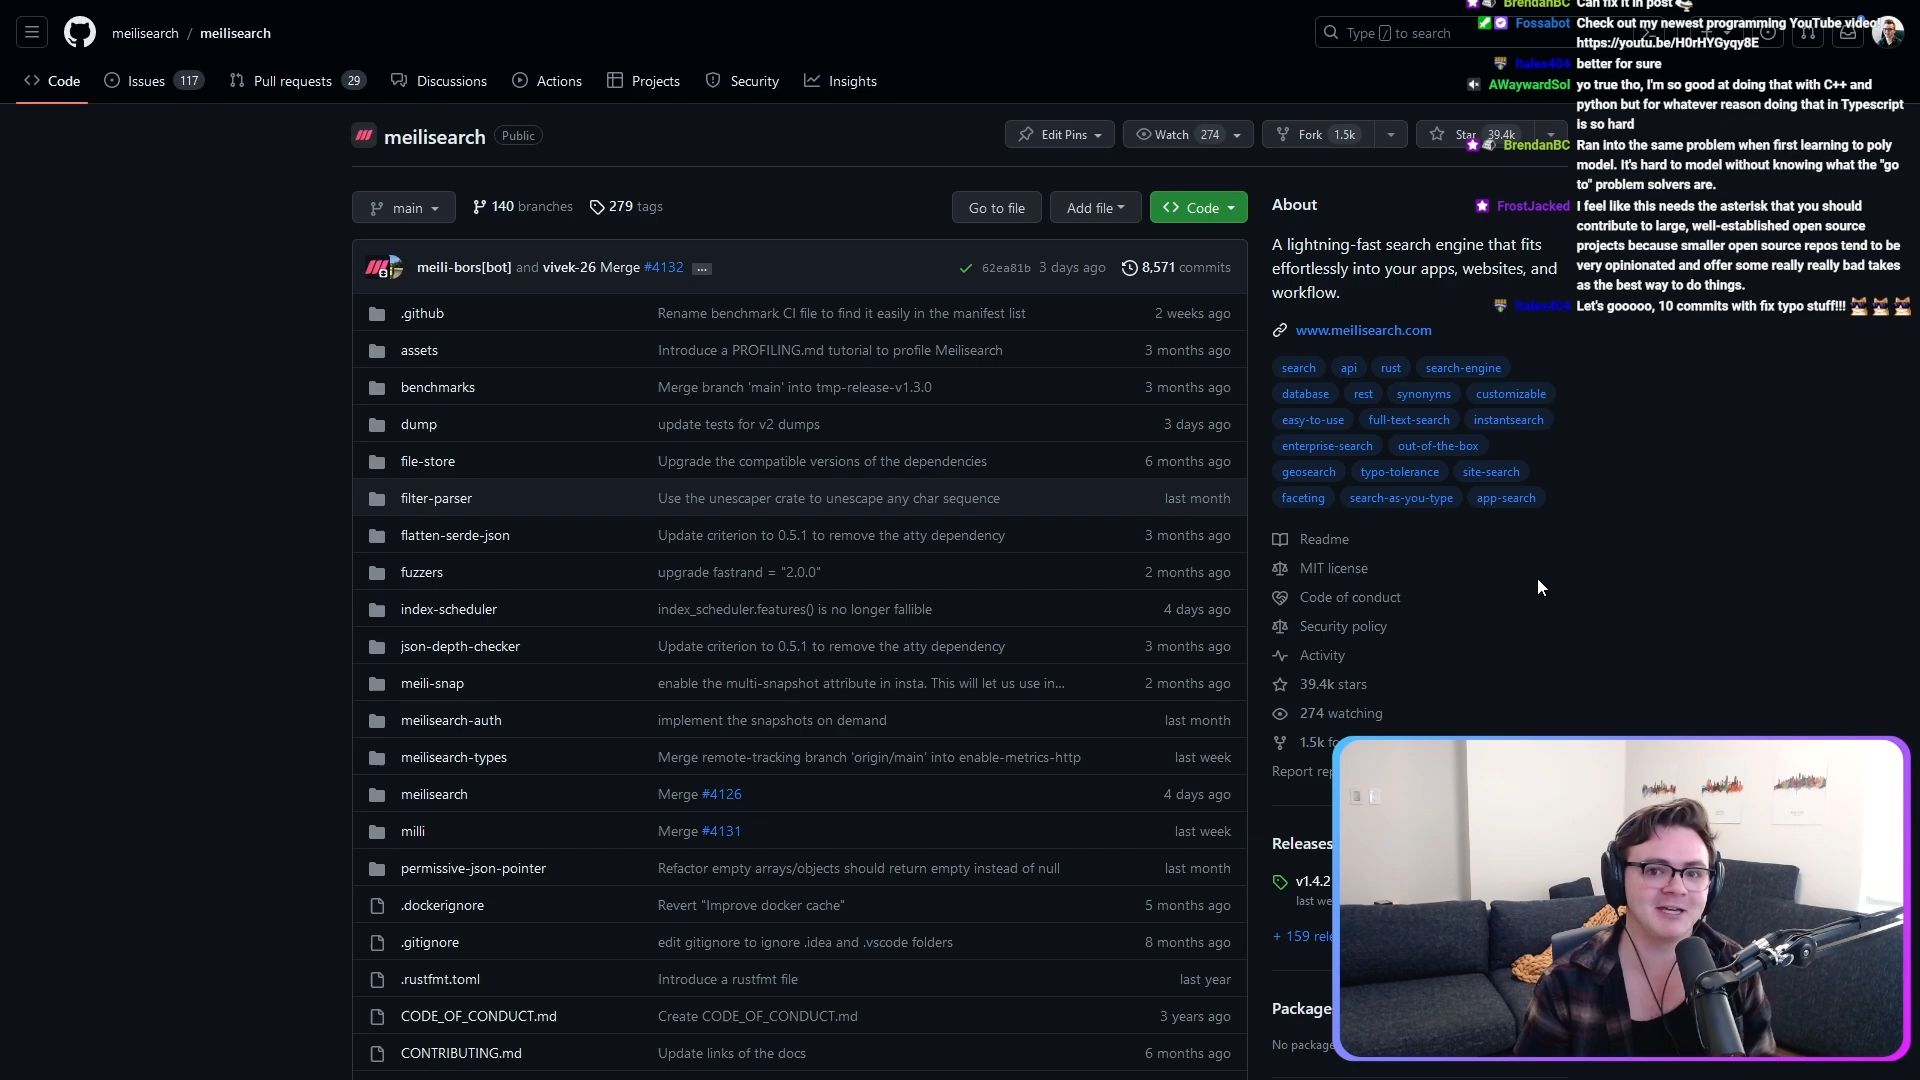 meilisearch / meilisearch
Type / to search
Code
Issues 117
Pull requests 29
Discussions
Actions
Projects
Security
Insights
meilisearch Public
Edit Pins
Watch 274
Fork 1.5k
Star 39.4k
main
140 branches
279 tags
Go to file
Add file
Code
meili-bors[bot] and vivek-26 Merge #4132 ...
62ea81b 3 days ago
8,571 commits
.github Rename benchmark CI file to find it easily in the manifest list 2 weeks ago
assets Introduce a PROFILING.md tutorial to profile Meilisearch 3 months ago
benchmarks Merge branch 'main' into tmp-release-v1.3.0 3 months ago
dump update tests for v2 dumps 3 days ago
file-store Upgrade the compatible versions of the dependencies 6 months ago
filter-parser Use the unescaper crate to unescape any char sequence last month
flatten-serde-json Update criterion to 0.5.1 to remove the atty dependency 3 months ago
fuzzers upgrade fastrand = "2.0.0" 2 months ago
index-scheduler index_scheduler.features() is no longer fallible 4 days ago
json-depth-checker Update criterion to 0.5.1 to remove the atty dependency 3 months ago
meili-snap enable the multi-snapshot attribute in insta. This will let us use in... 2 months ago
meilisearch-auth implement the snapshots on demand last month
meilisearch-types Merge remote-tracking branch 'origin/main' into enable-metrics-http last week
meilisearch Merge #4126 4 days ago
milli Merge #4131 last week
permissive-json-pointer Refactor empty arrays/objects should return empty instead of null last month
.dockerignore Revert "Improve docker cache" 5 months ago
.gitignore edit gitignore to ignore .idea and .vscode folders 8 months ago
.rustfmt.toml Introduce a rustfmt file last year
CODE_OF_CONDUCT.md Create CODE_OF_CONDUCT.md 3 years ago
CONTRIBUTING.md Update links of the docs 6 months ago
About
A lightning-fast search engine that fits
effortlessly into your apps, websites, and
workflow.
www.meilisearch.com
search api rust search-engine
database rest synonyms customizable
easy-to-use full-text-search instantsearch
enterprise-search out-of-the-box
geosearch typo-tolerance site-search
faceting search-as-you-type app-search
Readme
MIT license
Code of conduct
Security policy
Activity
39.4k stars
274 watching
1.5k
Report
Releases
v1.4.2
last
+ 159
Package
No package
BrendanBC Can fix it in post
Fossabot Check out my newest programming YouTube video!
https://youtu.be/H0rHYGyqy8E
better for sure
AWaywardSol yo true tho, I'm so good at doing that with C++ and
python but for whatever reason doing that in Typescript
is so hard
BrendanBC Ran into the same problem when first learning to poly
model. It's hard to model without knowing what the "go
to" problem solvers are.
FrostJacked I feel like this needs the asterisk that you should
contribute to large, well-established open source
projects because smaller open source repos tend to be
very opinionated and offer some really really bad takes
as the best way to do things.
Let's gooooo, 10 commits with fix typo stuff!!!